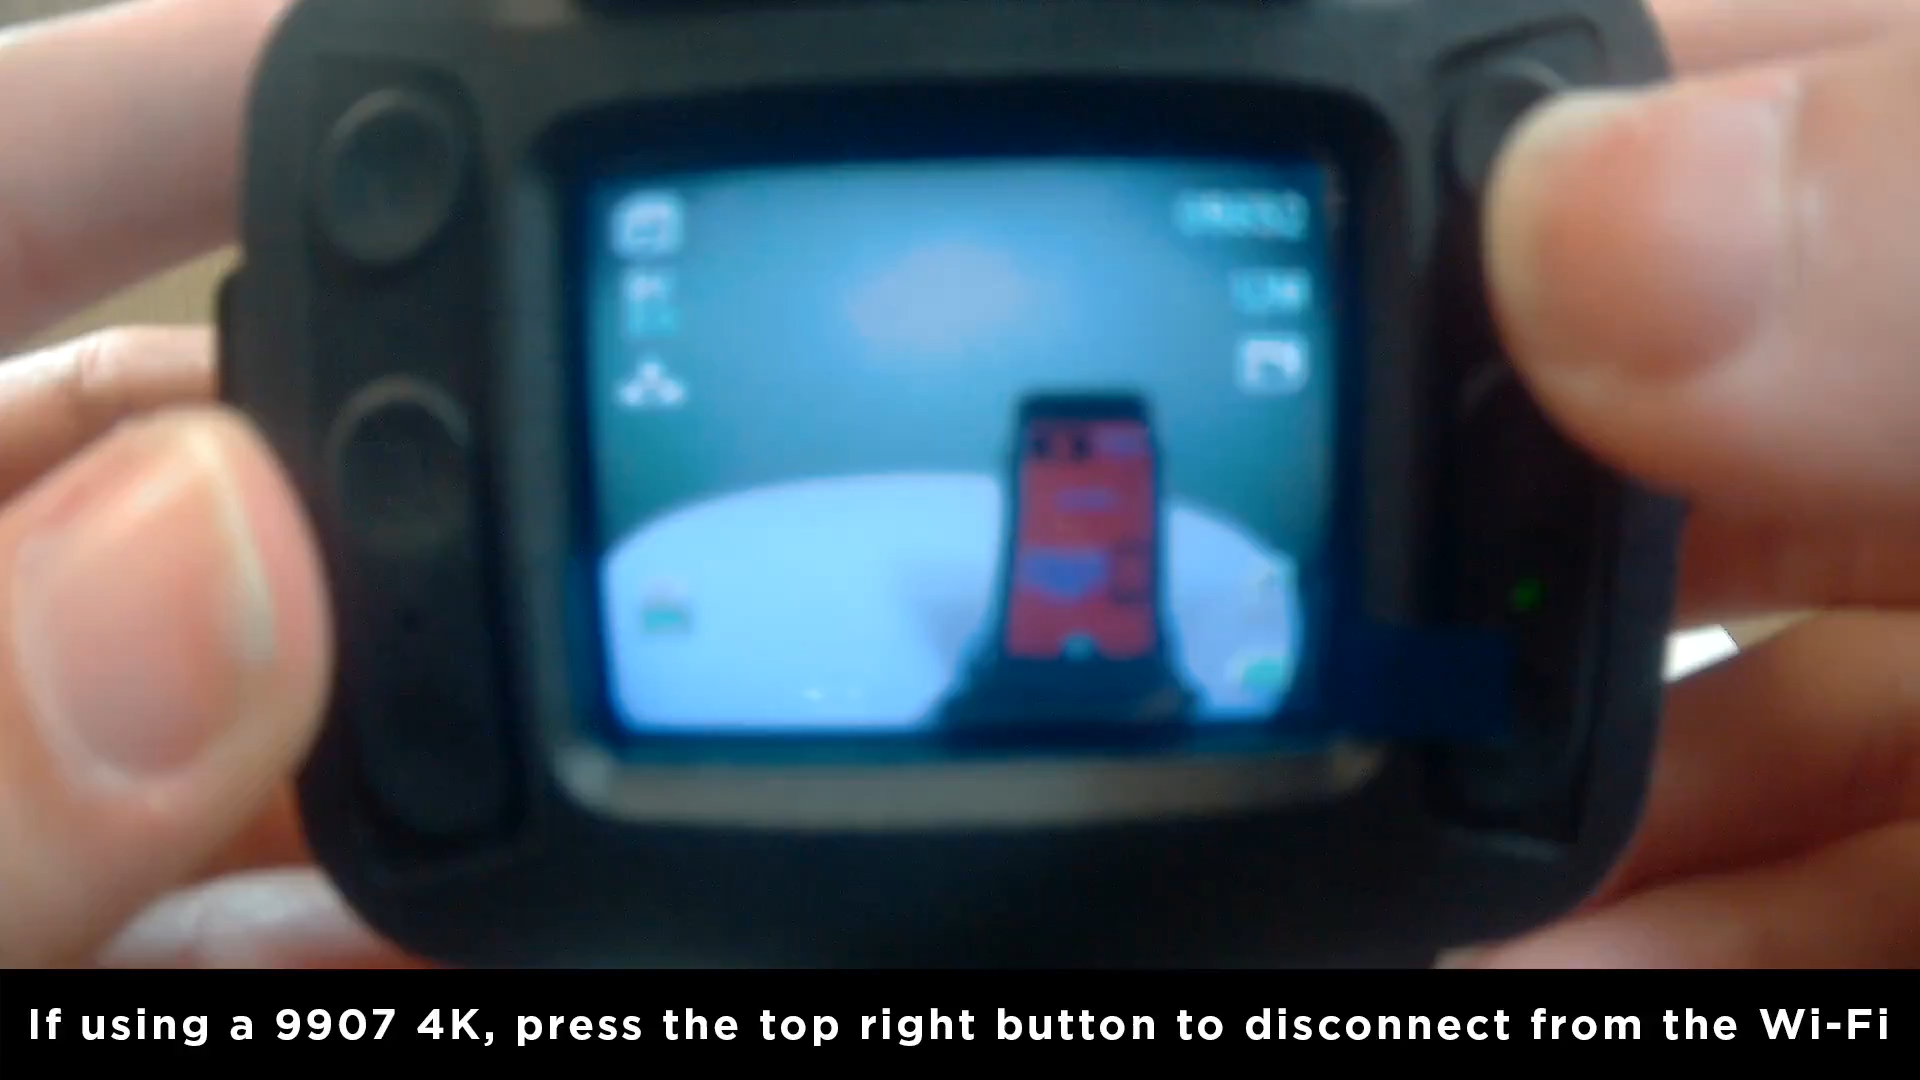 If using a 9907 4K, press the top right button to disconnect from the Wi-Fi